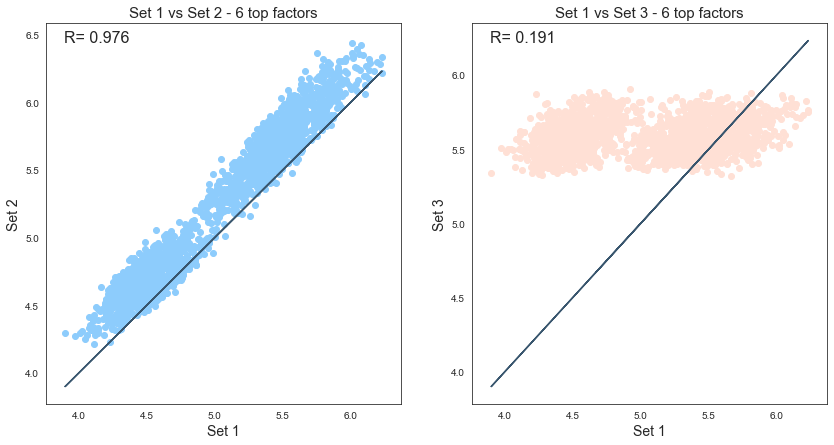 Set 1 vs Set 2 - 6 top factors
R= 0.976
6.5
6.0
5.5
5.0
4.5
4.0
Set 2
4.0 4.5 5.0 5.5 6.0
Set 1
Set 1 vs Set 3 - 6 top factors
R= 0.191
6.0
5.5
5.0
4.5
4.0
Set 3
4.0 4.5 5.0 5.5 6.0
Set 1